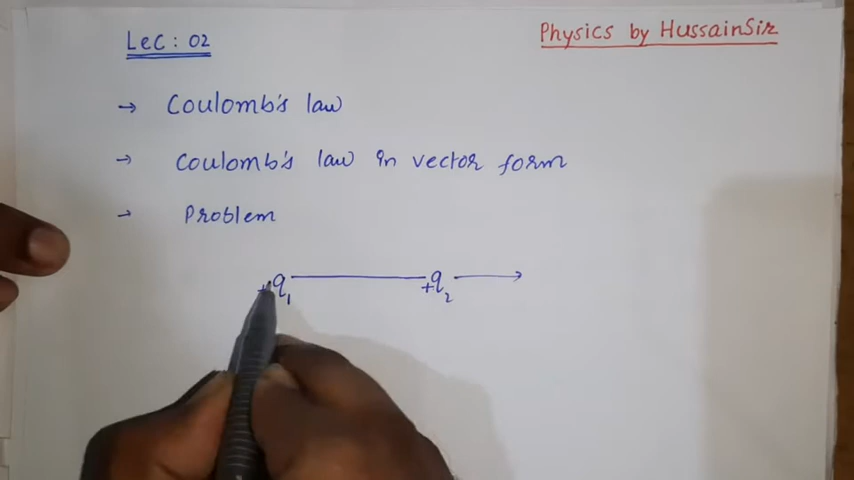 Lec : 02
Physics by HussainSir
→ Coulomb's law
→ Coulomb's law in vector form
→ Problem
+q₁ +q₂